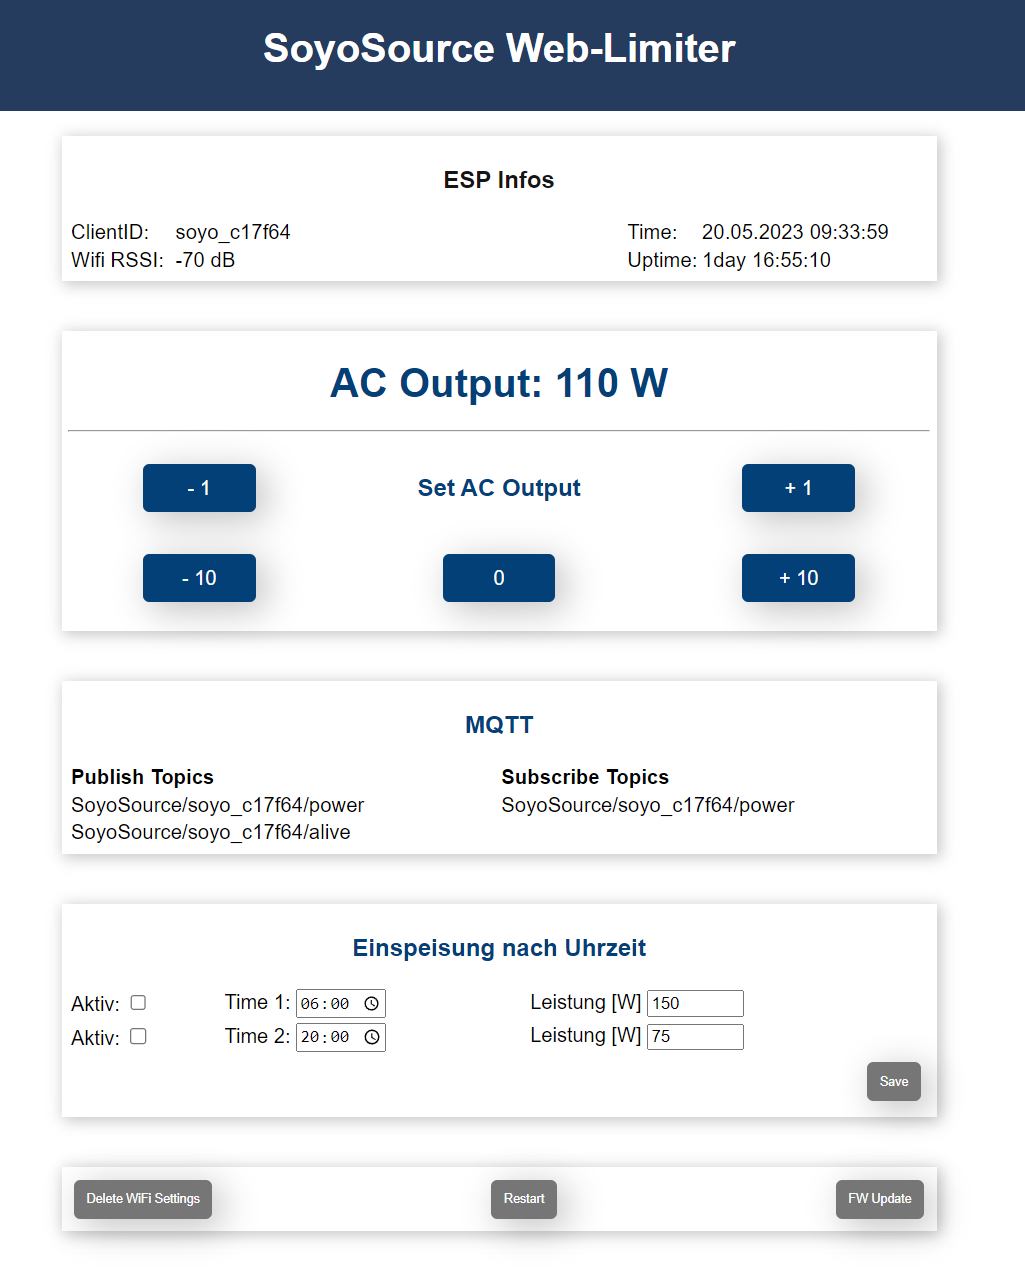 SoyoSource Web-Limiter
ESP Infos
ClientID: soyo_c17f64 Time: 20.05.2023 09:33:59
Wifi RSSI: -70 dB Uptime: 1day 16:55:10
AC Output: 110 W
- 1 Set AC Output + 1
- 10 0 + 10
MQTT
Publish Topics Subscribe Topics
SoyoSource/soyo_c17f64/power SoyoSource/soyo_c17f64/power
SoyoSource/soyo_c17f64/alive
Einspeisung nach Uhrzeit
Aktiv: Time 1: 06:00 Leistung [W] 150
Aktiv: Time 2: 20:00 Leistung [W] 75
Save
Delete WiFi Settings Restart FW Update